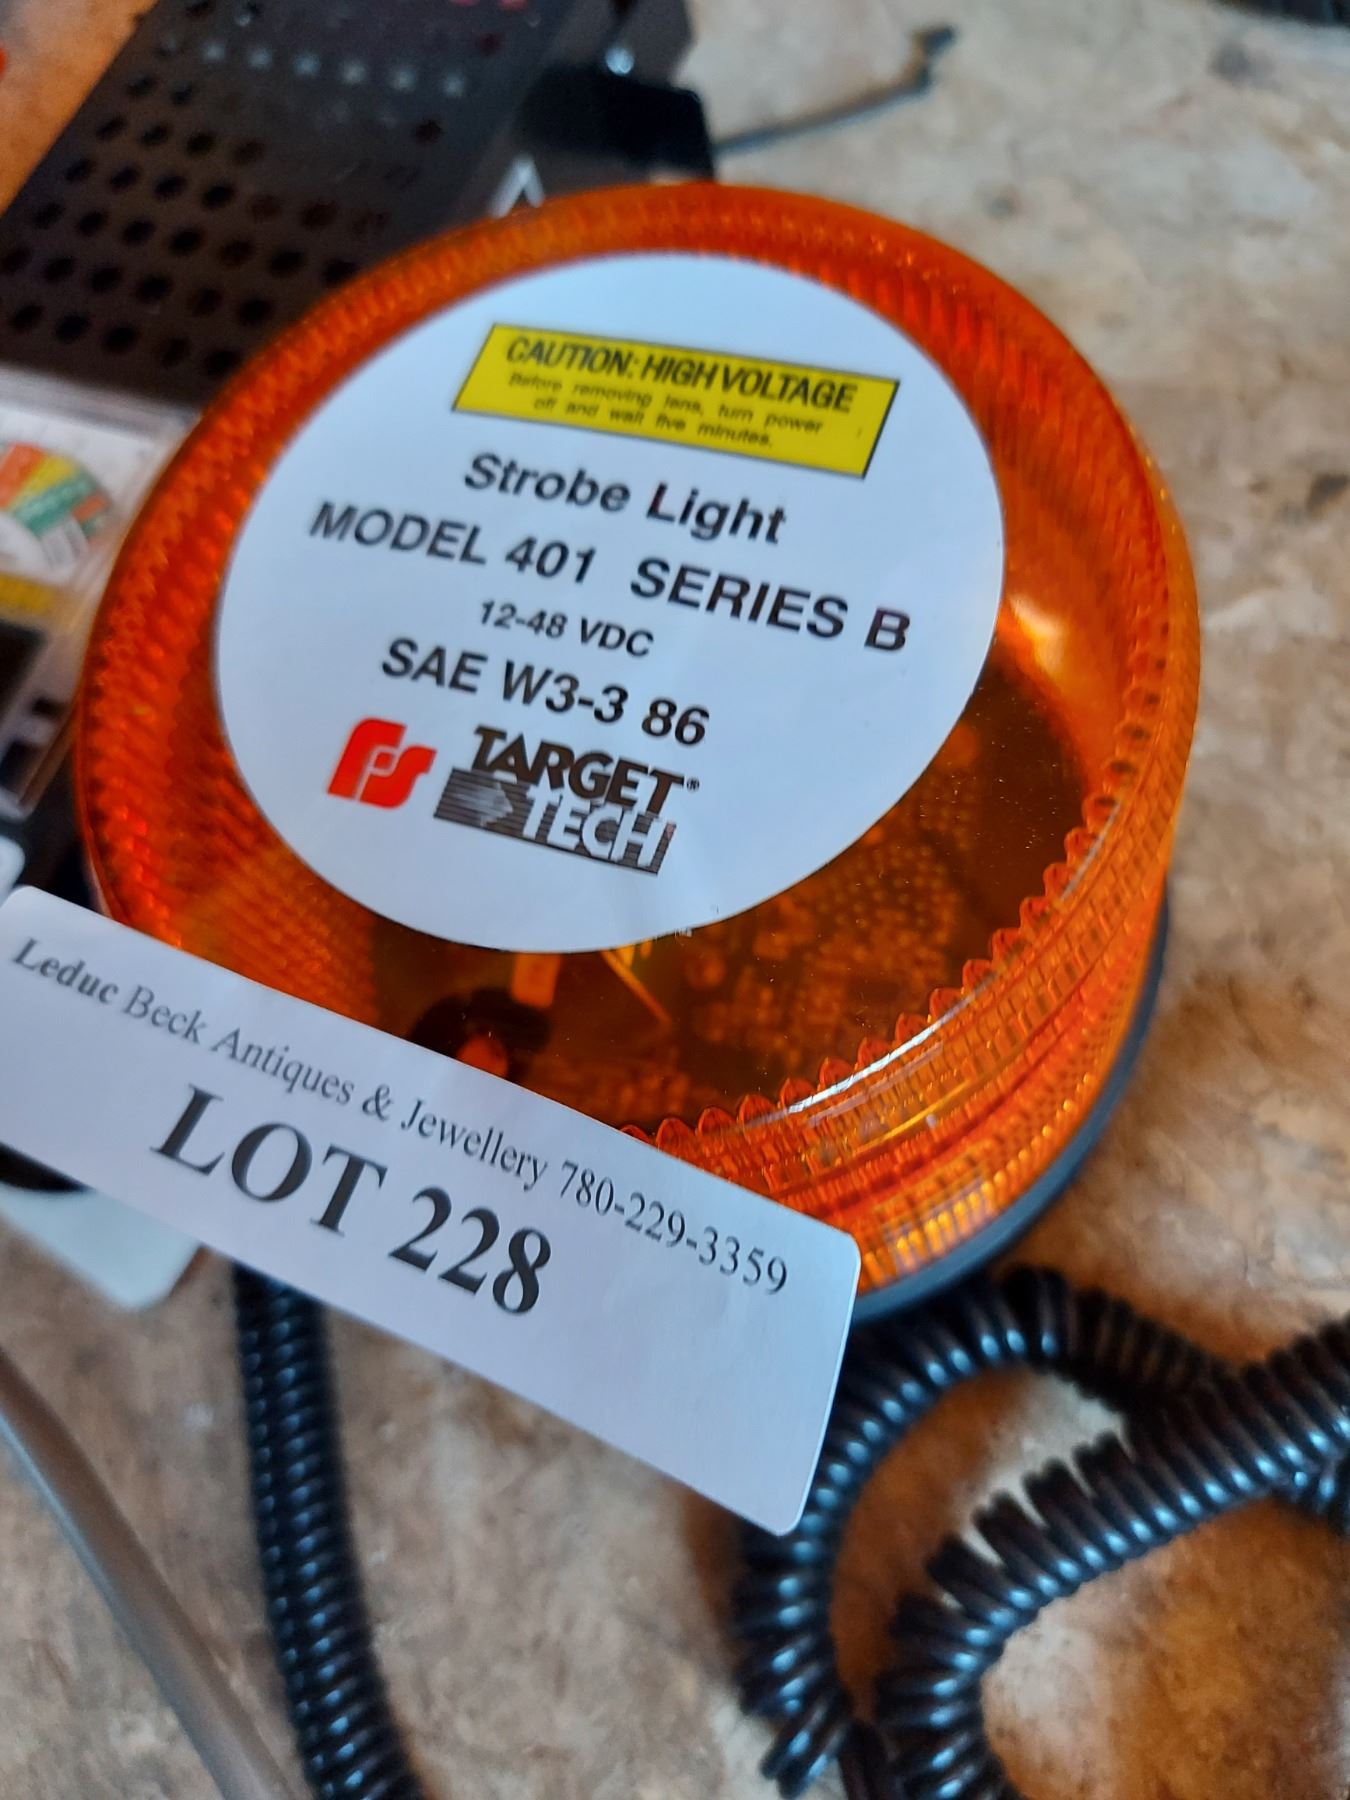 CAUTION: HIGH VOLTAGE
Before removing lens, turn power
off and wait five minutes.
Strobe Light
MODEL 401 SERIES B
12-48 VDC
SAE W3-3 86
FS TARGET®
TECH
Leduc Beck Antiques & Jewellery 780-229-3359
LOT 228